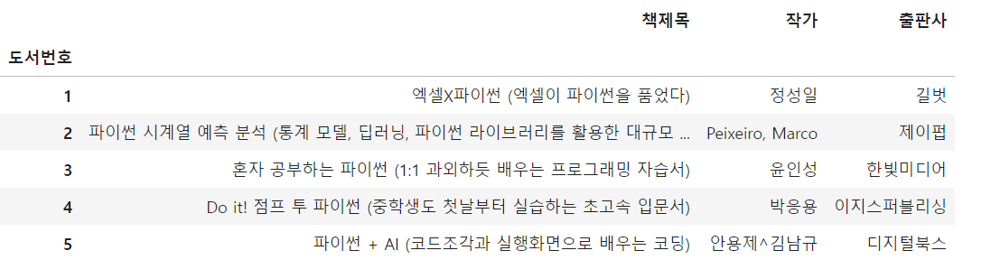 책제목 작가 출판사
도서번호
1 엑셀X파이썬 (엑셀이 파이썬을 품었다) 정성일 길벗
2 파이썬 시계열 예측 분석 (통계 모델, 딥러닝, 파이썬 라이브러리를 활용한 대규모 ... Peixeiro, Marco 제이펍
3 혼자 공부하는 파이썬 (1:1 과외하듯 배우는 프로그래밍 자습서) 윤인성 한빛미디어
4 Do it! 점프 투 파이썬 (중학생도 첫날부터 실습하는 초고속 입문서) 박응용 이지스퍼블리싱
5 파이썬 + AI (코드조각과 실행화면으로 배우는 코딩) 안용제^김남규 디지털북스